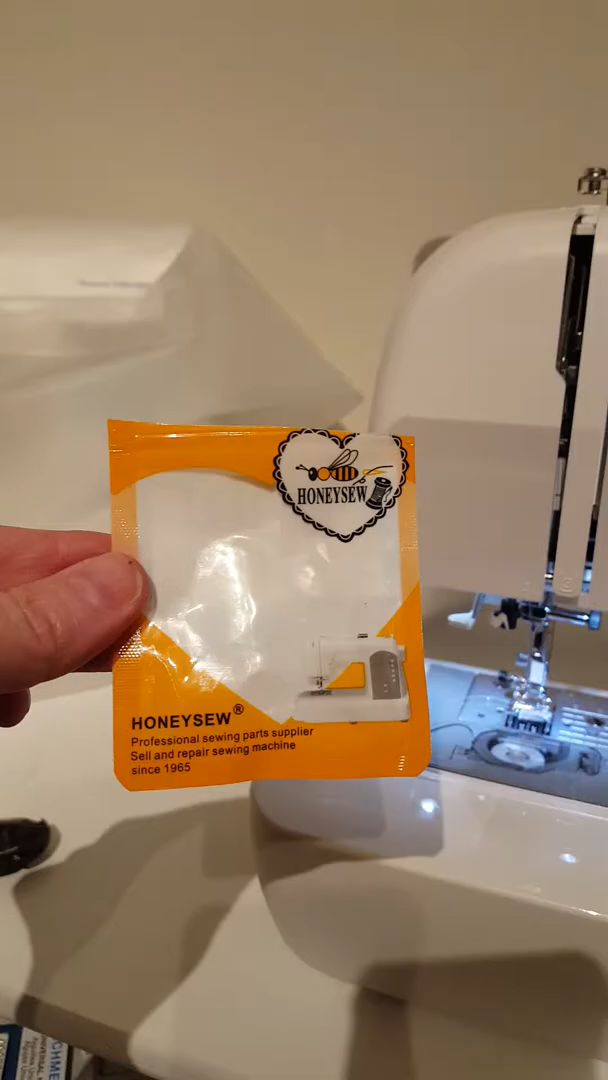 HONEYSEW
HONEYSEW®
Professional sewing parts supplier
Sell and repair sewing machine
since 1965